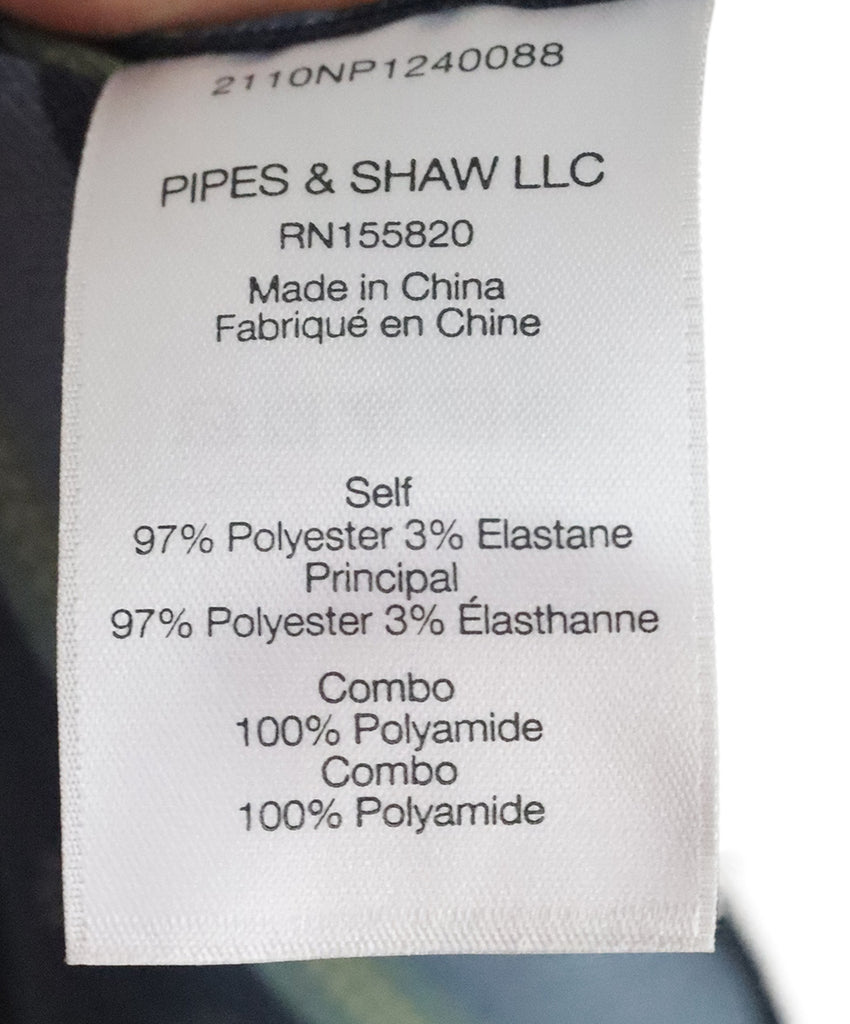 2110NP1240088
PIPES & SHAW LLC
RN155820
Made in China
Fabriqué en Chine
Self
97% Polyester 3% Elastane
Principal
97% Polyester 3% Élasthanne
Combo
100% Polyamide
Combo
100% Polyamide